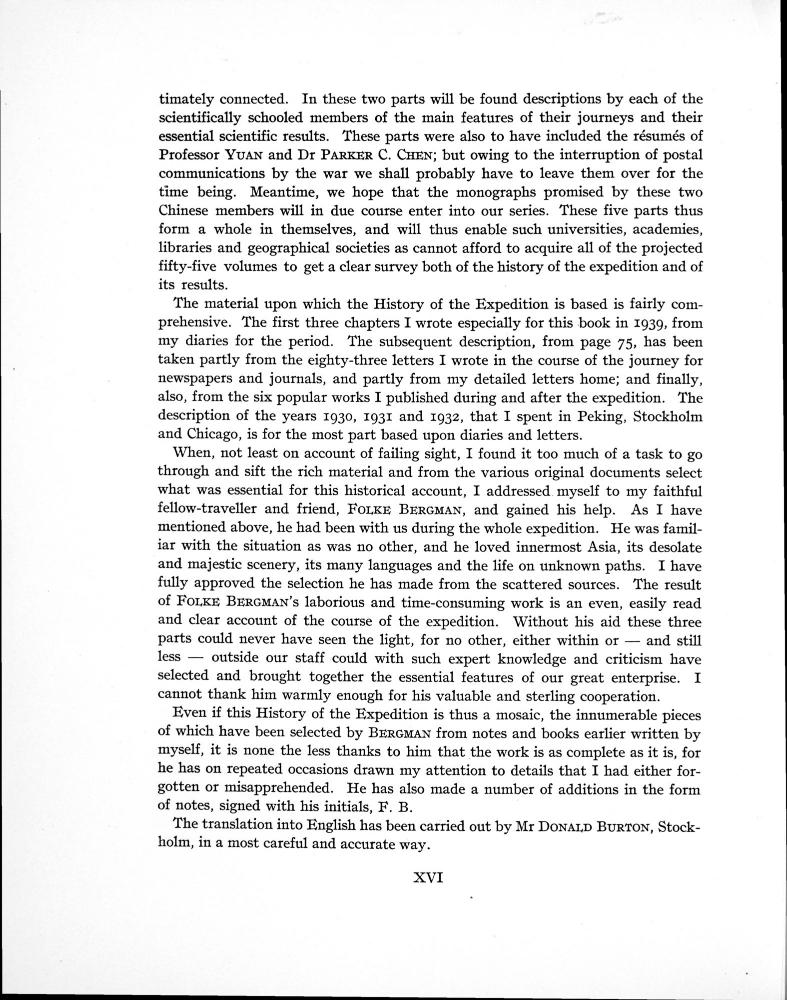 timately connected. In these two parts will be found descriptions by each of the
scientifically schooled members of the main features of their journeys and their
essential scientific results. These parts were also to have included the résumés of
Professor YUAN and Dr PARKER C. CHEN; but owing to the interruption of postal
communications by the war we shall probably have to leave them over for the
time being. Meantime, we hope that the monographs promised by these two
Chinese members will in due course enter into our series. These five parts thus
form a whole in themselves, and will thus enable such universities, academies,
libraries and geographical societies as cannot afford to acquire all of the projected
fifty-five volumes to get a clear survey both of the history of the expedition and of
its results.
The material upon which the History of the Expedition is based is fairly com-
prehensive. The first three chapters I wrote especially for this book in 1939, from
my diaries for the period. The subsequent description, from page 75, has been
taken partly from the eighty-three letters I wrote in the course of the journey for
newspapers and journals, and partly from my detailed letters home; and finally,
also, from the six popular works I published during and after the expedition. The
description of the years 1930, 1931 and 1932, that I spent in Peking, Stockholm
and Chicago, is for the most part based upon diaries and letters.
When, not least on account of failing sight, I found it too much of a task to go
through and sift the rich material and from the various original documents select
what was essential for this historical account, I addressed myself to my faithful
fellow-traveller and friend, FOLKE BERGMAN, and gained his help. As I have
mentioned above, he had been with us during the whole expedition. He was famil-
iar with the situation as was no other, and he loved innermost Asia, its desolate
and majestic scenery, its many languages and the life on unknown paths. I have
fully approved the selection he has made from the scattered sources. The result
of FOLKE BERGMAN's laborious and time-consuming work is an even, easily read
and clear account of the course of the expedition. Without his aid these three
parts could never have seen the light, for no other, either within or — and still
less — outside our staff could with such expert knowledge and criticism have
selected and brought together the essential features of our great enterprise. I
cannot thank him warmly enough for his valuable and sterling cooperation.
Even if this History of the Expedition is thus a mosaic, the innumerable pieces
of which have been selected by BERGMAN from notes and books earlier written by
myself, it is none the less thanks to him that the work is as complete as it is, for
he has on repeated occasions drawn my attention to details that I had either for-
gotten or misapprehended. He has also made a number of additions in the form
of notes, signed with his initials, F. B.
The translation into English has been carried out by Mr DONALD BURTON, Stock-
holm, in a most careful and accurate way.
XVI